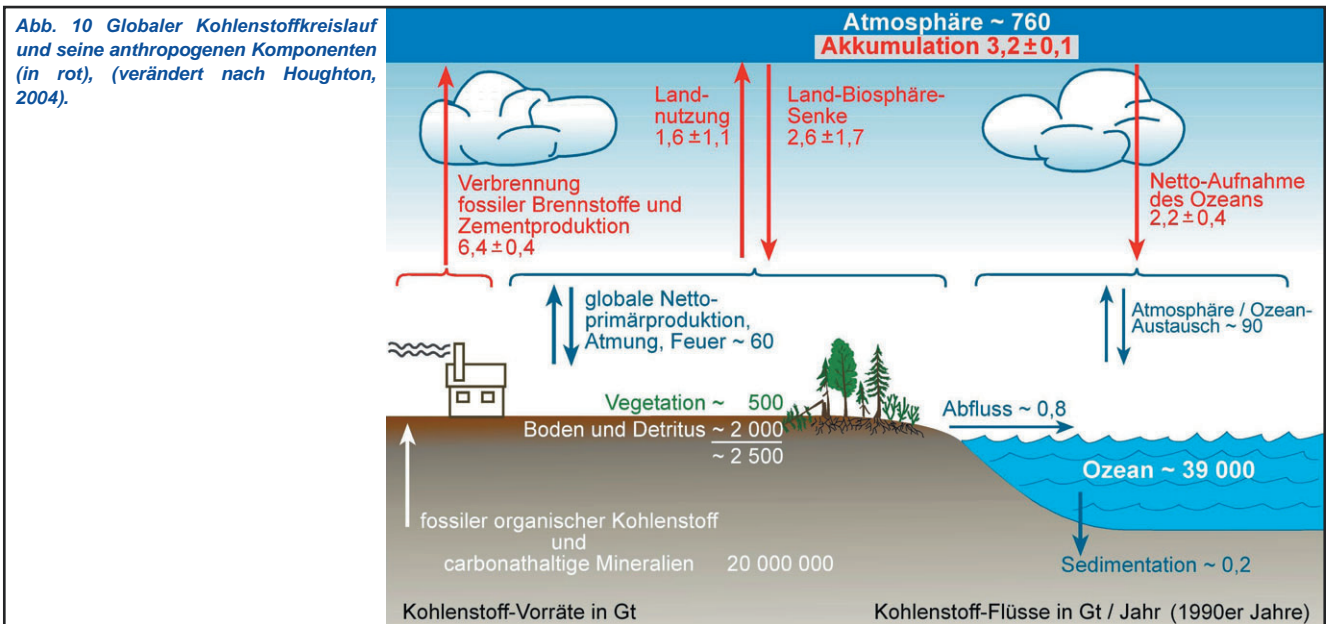 Abb. 10 Globaler Kohlenstoffkreislauf
und seine anthropogenen Komponenten
(in rot), (verändert nach Houghton,
2004).
Atmosphäre ~ 760
Akkumulation 3,2 ± 0,1
Land-
nutzung
1,6 ± 1,1
Land-Biosphäre-
Senke
2,6 ± 1,7
Verbrennung
fossiler Brennstoffe und
Zementproduktion
6,4 ± 0,4
Netto-Aufnahme
des Ozeans
2,2 ± 0,4
globale Netto-
primärproduktion,
Atmung, Feuer ~ 60
Atmosphäre / Ozean-
Austausch ~ 90
Vegetation ~ 500
Boden und Detritus ~ 2 000
~ 2 500
Abfluss ~ 0,8
Ozean ~ 39 000
fossiler organischer Kohlenstoff
und
carbonathaltige Mineralien 20 000 000
Sedimentation ~ 0,2
Kohlenstoff-Vorräte in Gt
Kohlenstoff-Flüsse in Gt / Jahr (1990er Jahre)